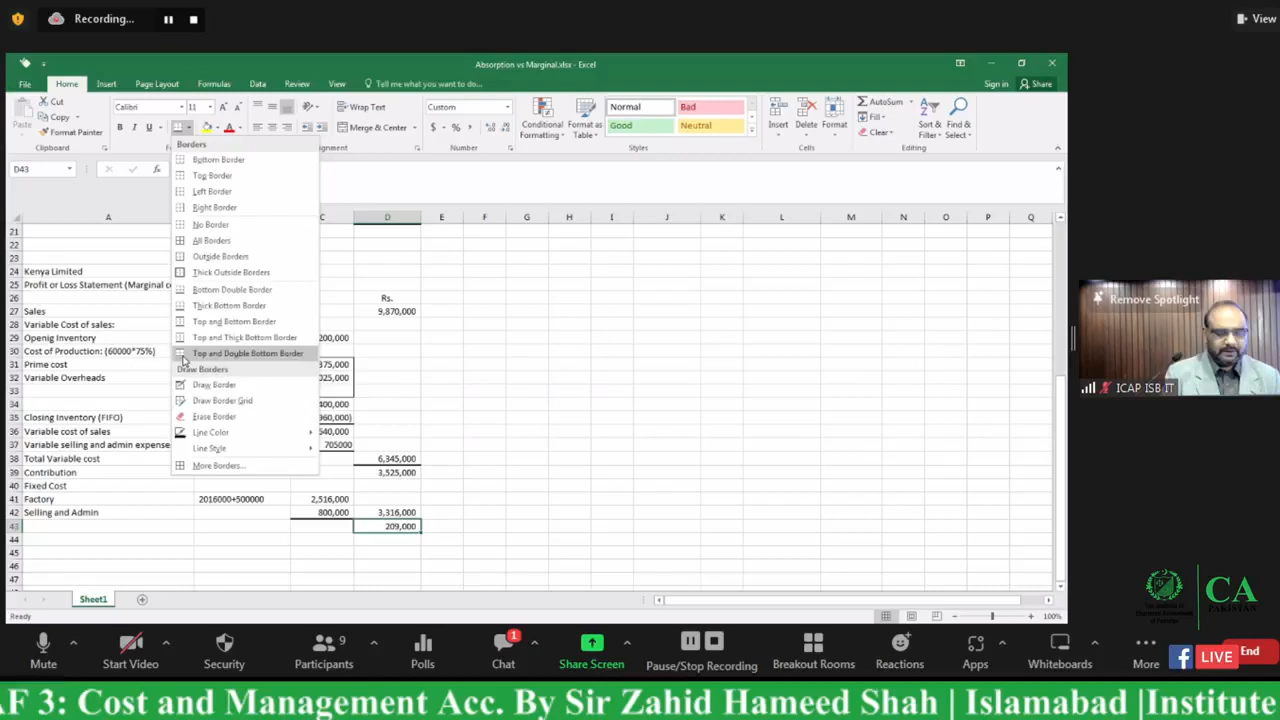 Recording...
View
Absorption vs Marginal.xlsx - Excel
File
Home
Insert
Page Layout
Formulas
Data
Review
View
Tell me what you want to do...
Sign in
Share
Paste
Cut
Copy
Format Painter
Clipboard
Calibri
11
B I U
Wrap Text
Merge & Center
Custom
$ % ,
Number
Conditional Formatting
Format as Table
Normal
Bad
Good
Neutral
Styles
Insert
Delete
Format
Cells
AutoSum
Fill
Clear
Sort & Filter
Find & Select
Editing
D43
fx
Borders
Bottom Border
Top Border
Left Border
Right Border
No Border
All Borders
Outside Borders
Thick Outside Borders
Bottom Double Border
Thick Bottom Border
Top and Bottom Border
Top and Thick Bottom Border
Top and Double Bottom Border
Draw Borders
Draw Border
Draw Border Grid
Erase Border
Line Color
Line Style
More Borders...
A C D E F G H I J K L M N O P Q
21
22
23
24 Kenya Limited
25 Profit or Loss Statement (Marginal c
26 Rs.
27 Sales 9,870,000
28 Variable Cost of sales:
29 Openig Inventory 200,000
30 Cost of Production: (60000*75%)
31 Prime cost 375,000
32 Variable Overheads 025,000
33
34 400,000
35 Closing Inventory (FIFO) 960,000)
36 Variable cost of sales 640,000
37 Variable selling and admin expense 705000
38 Total Variable cost 6,345,000
39 Contribution 3,525,000
40 Fixed Cost
41 Factory 2016000+500000 2,516,000
42 Selling and Admin 800,000 3,316,000
43 209,000
44
45
46
47
Sheet1
Ready
100%
Remove Spotlight
ICAP ISB IT
CA
PAKISTAN
Mute
Start Video
Security
Participants
9
Polls
Chat
1
Share Screen
Pause/Stop Recording
Breakout Rooms
Reactions
Apps
Whiteboards
More
LIVE
End
AF 3: Cost and Management Acc. By Sir Zahid Hameed Shah | Islamabad |Institute